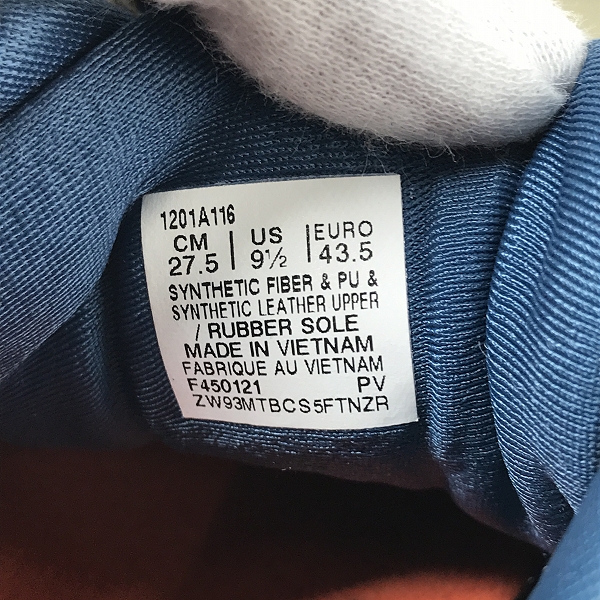 1201A116
CM | US | EURO
27.5 | 9½ | 43.5
SYNTHETIC FIBER & PU &
SYNTHETIC LEATHER UPPER
/ RUBBER SOLE
MADE IN VIETNAM
FABRIQUE AU VIETNAM
F450121 PV
ZW93MTBCS5FTNZR